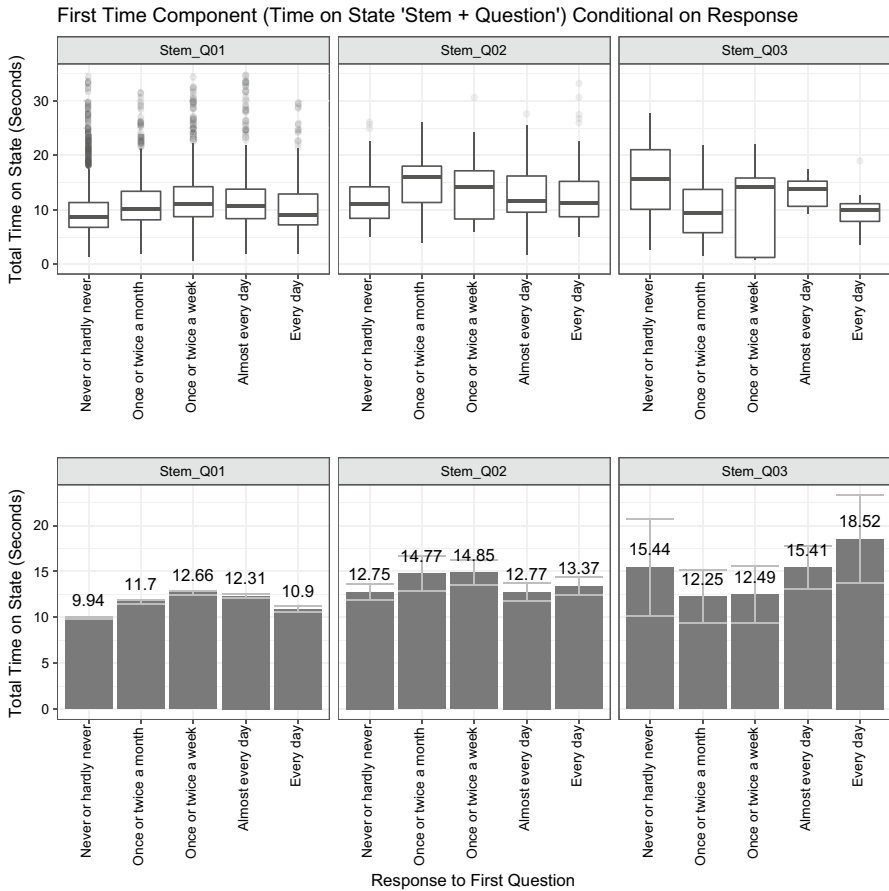 First Time Component (Time on State 'Stem + Question') Conditional on Response
Stem_Q01
Stem_Q02
Stem_Q03
Total Time on State (Seconds)
30
20
10
0
Never or hardly never
Once or twice a month
Once or twice a week
Almost every day
Every day
Never or hardly never
Once or twice a month
Once or twice a week
Almost every day
Every day
Never or hardly never
Once or twice a month
Once or twice a week
Almost every day
Every day
Stem_Q01
Stem_Q02
Stem_Q03
Total Time on State (Seconds)
20
15
10
5
0
9.94
11.7
12.66
12.31
10.9
12.75
14.77
14.85
12.77
13.37
15.44
12.25
12.49
15.41
18.52
Never or hardly never
Once or twice a month
Once or twice a week
Almost every day
Every day
Never or hardly never
Once or twice a month
Once or twice a week
Almost every day
Every day
Never or hardly never
Once or twice a month
Once or twice a week
Almost every day
Every day
Response to First Question